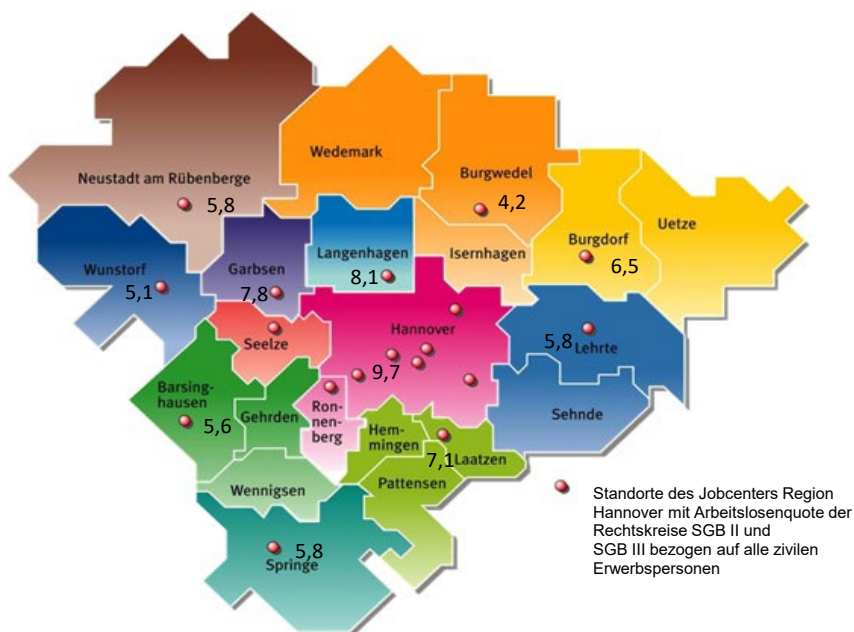 Wedemark
Neustadt am Rübenberge
5,8
Burgwedel
4,2
Uetze
Burgdorf
6,5
Wunstorf
5,1
Garbsen
7,8
Langenhagen
8,1
Isernhagen
Seelze
Hannover
9,7
5,8
Lehrte
Barsing-
hausen
5,6
Gehrden
Ron-
nen-
berg
Hem-
mingen
7,1
Laatzen
Sehnde
Wennigsen
Pattensen
5,8
Springe
Standorte des Jobcenters Region
Hannover mit Arbeitslosenquote der
Rechtskreise SGB II und
SGB III bezogen auf alle zivilen
Erwerbspersonen